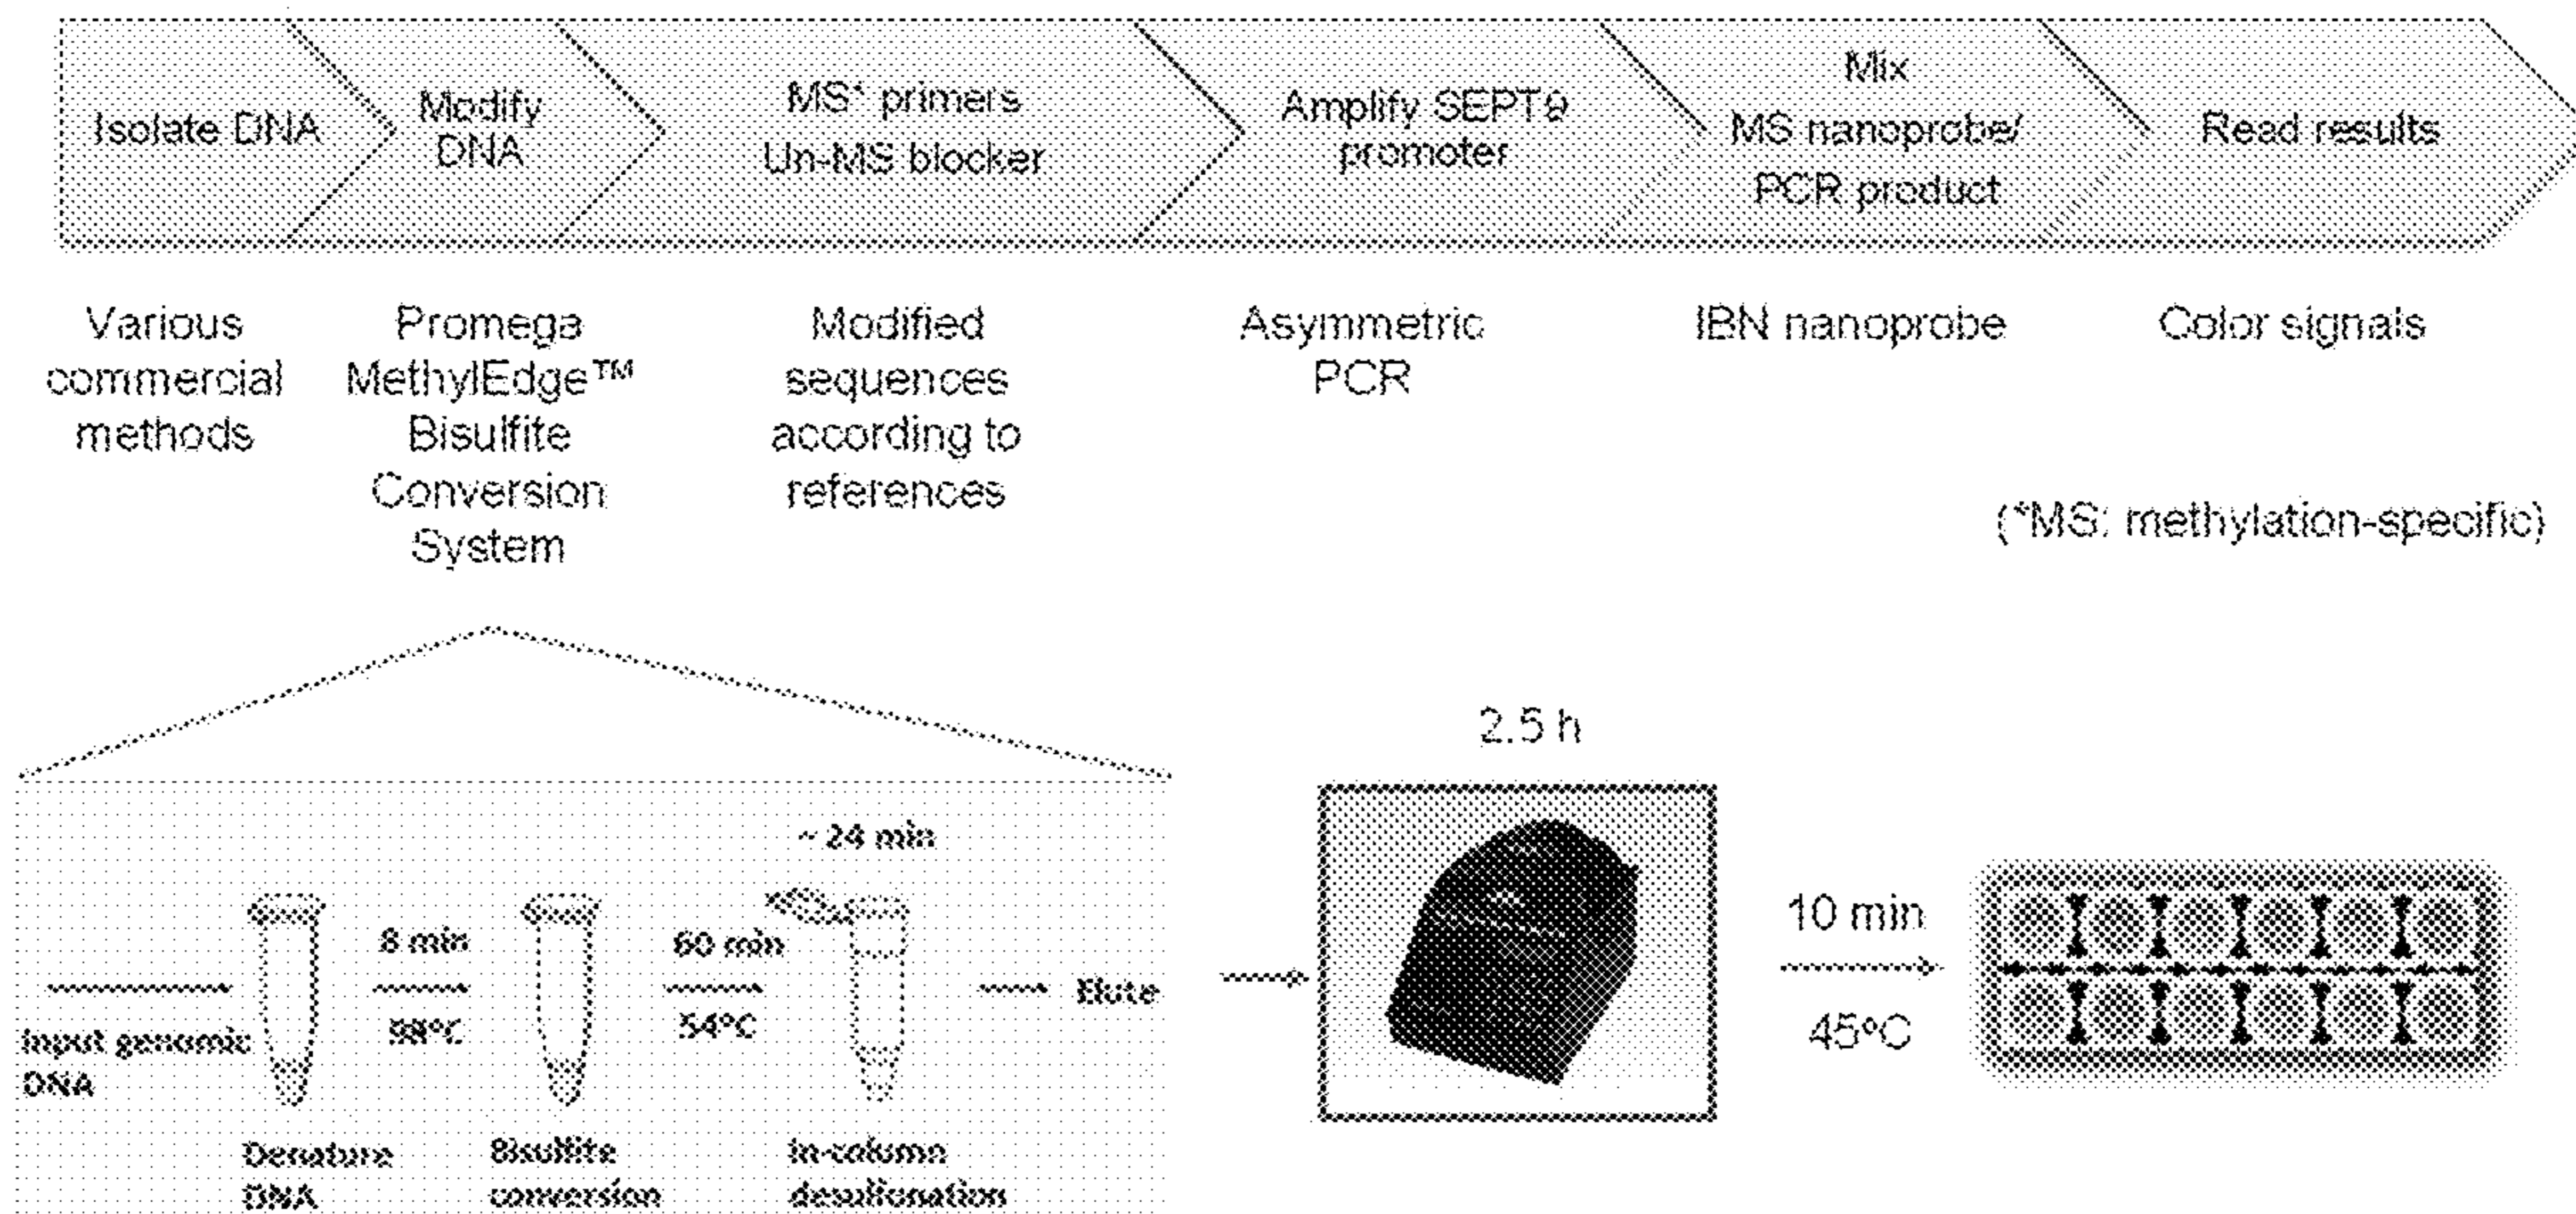 Isolate DNA
Modify
DNA
MS* primers
Un-MS blocker
Amplify SEPT9
promoter
Mix
MS nanoprobe/
PCR product
Read results
Various
commercial
methods
Promega
MethylEdge™
Bisulfite
Conversion
System
Modified
sequences
according to
references
Asymmetric
PCR
IBN nanoprobe
Color signals
(*MS: methylation-specific)
2.5 h
~ 24 min
8 min
98ºC
60 min
54ºC
Elute
Input genomic
DNA
Denature
DNA
Bisulfite
conversion
In-column
desulfonation
10 min
45ºC